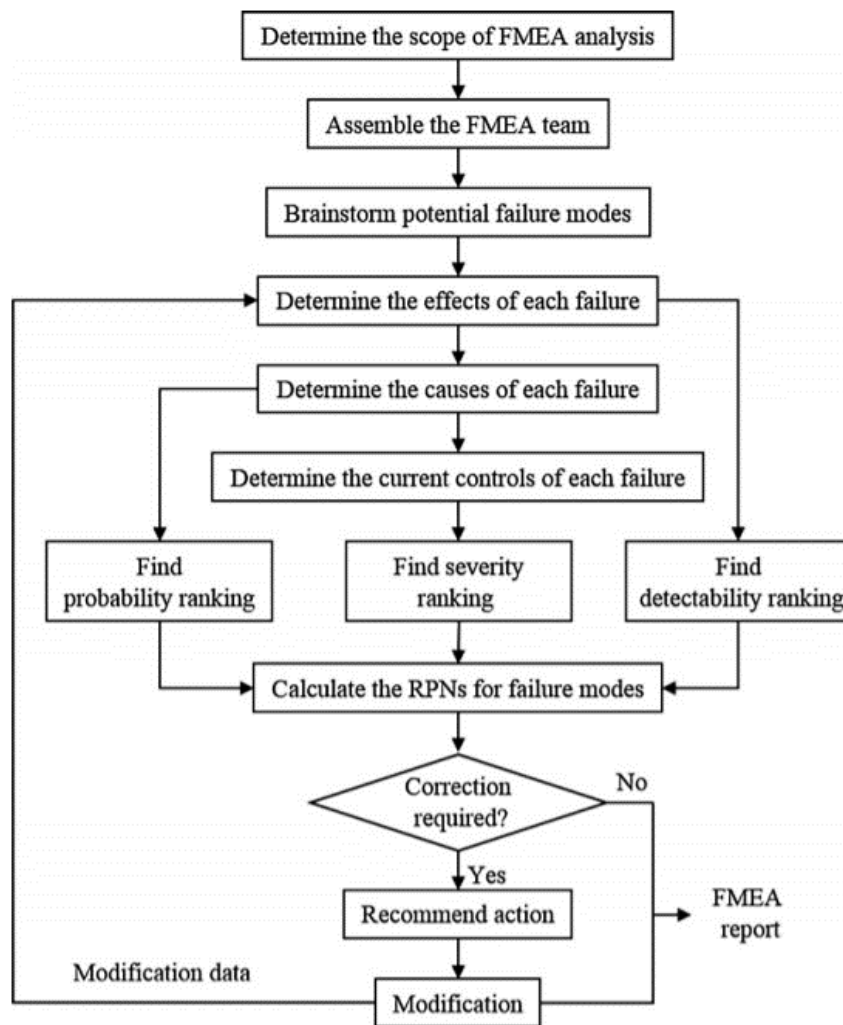 Determine the scope of FMEA analysis
Assemble the FMEA team
Brainstorm potential failure modes
Determine the effects of each failure
Determine the causes of each failure
Determine the current controls of each failure
Find
probability ranking
Find severity
ranking
Find
detectability ranking
Calculate the RPNs for failure modes
Correction
required?
No
Yes
Recommend action
FMEA
report
Modification data
Modification